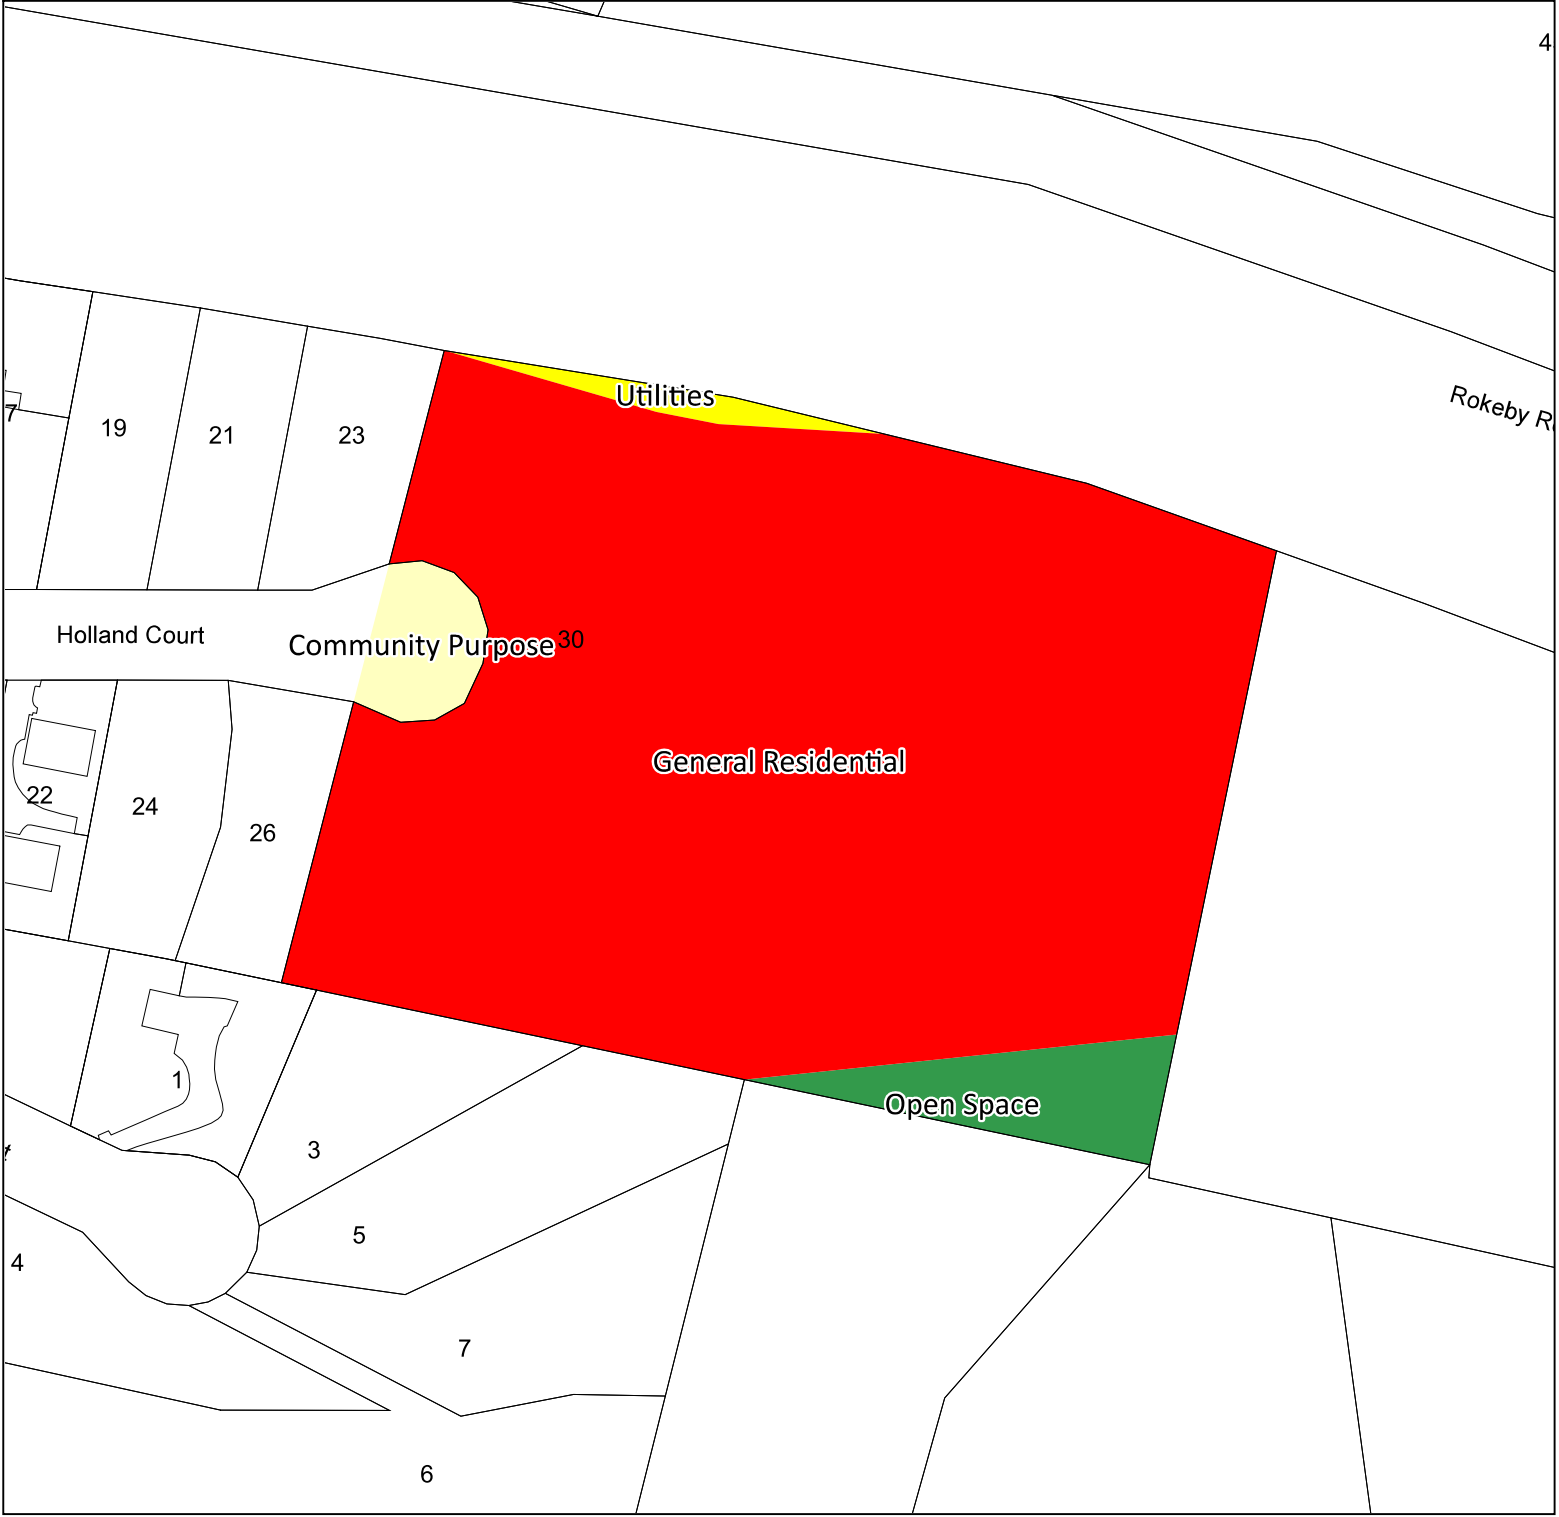 4
Rokeby R
Utilities
7
19
21
23
Holland Court
Community Purpose
30
General Residential
22
24
26
1
Open Space
3
5
4
7
6